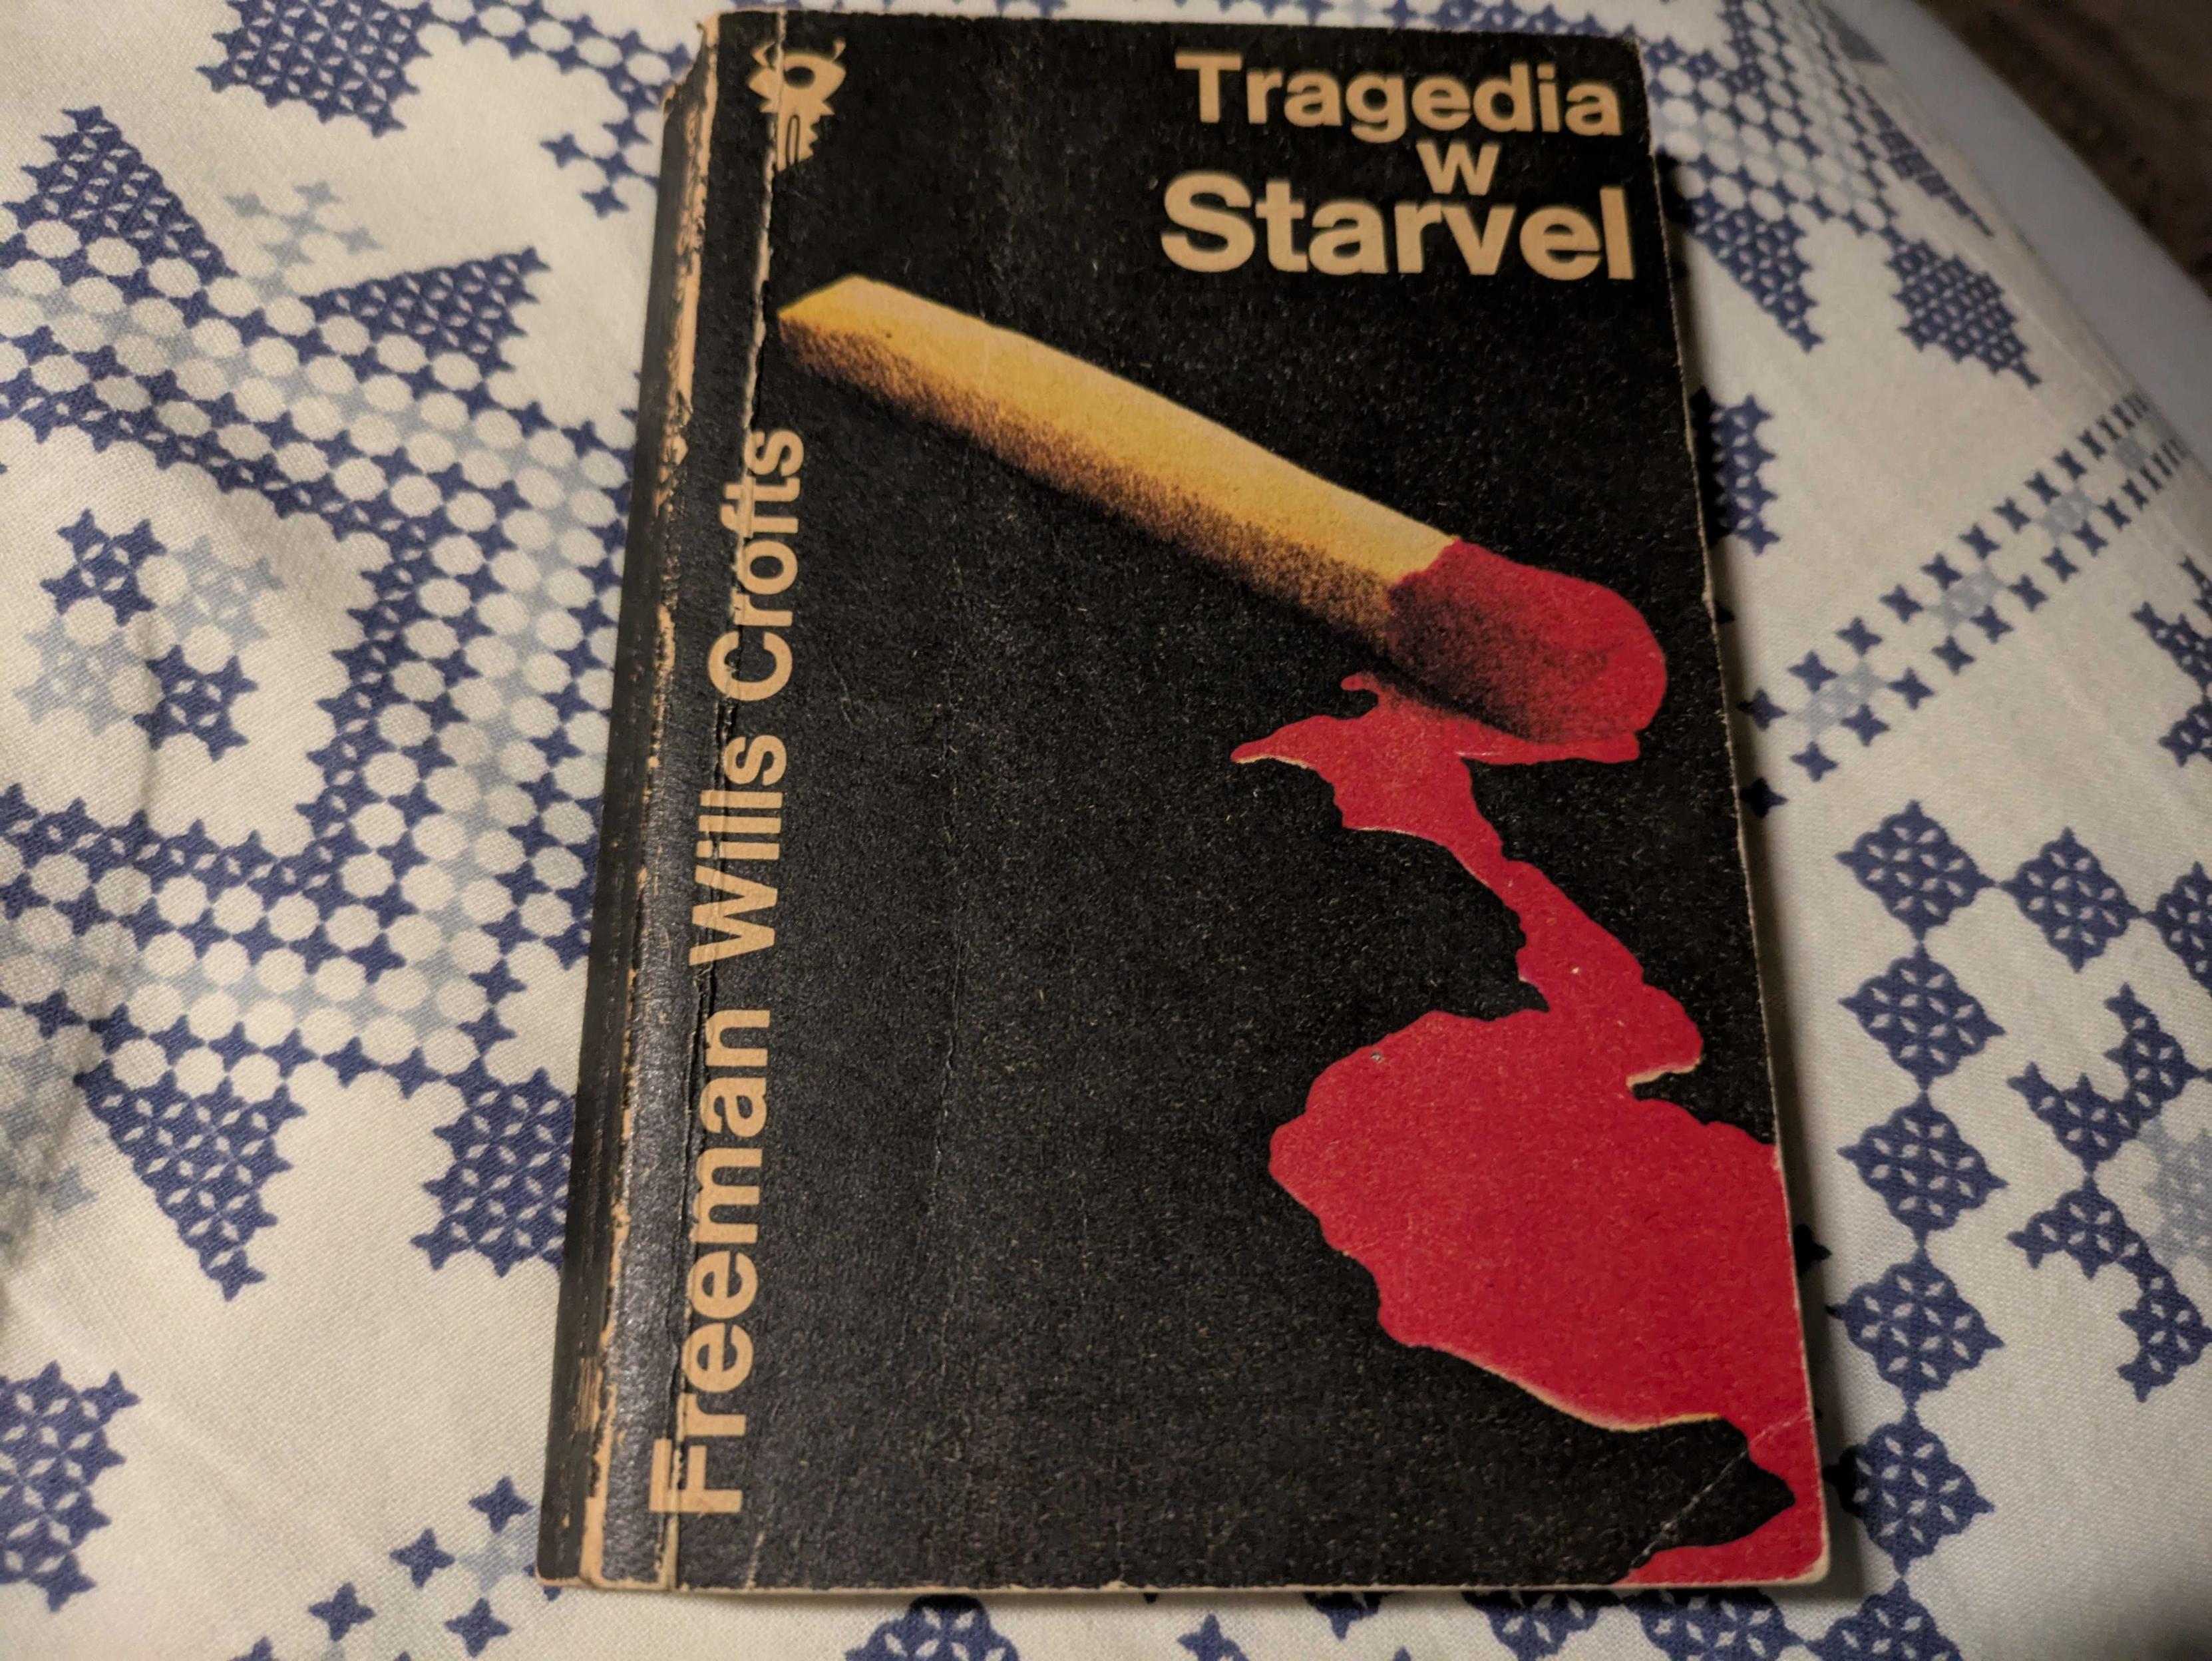 Tragedia
w
Starvel
Freeman Wills Crofts